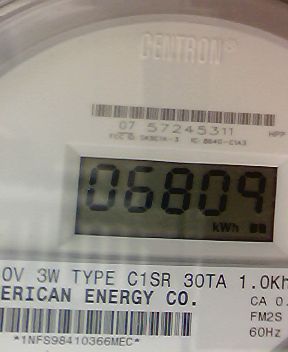 CENTRON®
07 57245311
HPP
06809
kWh
0V 3W TYPE C1SR 30TA 1.0Kh
ERICAN ENERGY CO.
CA 0.
FM2S
60Hz
*1NFS98410366MEC*